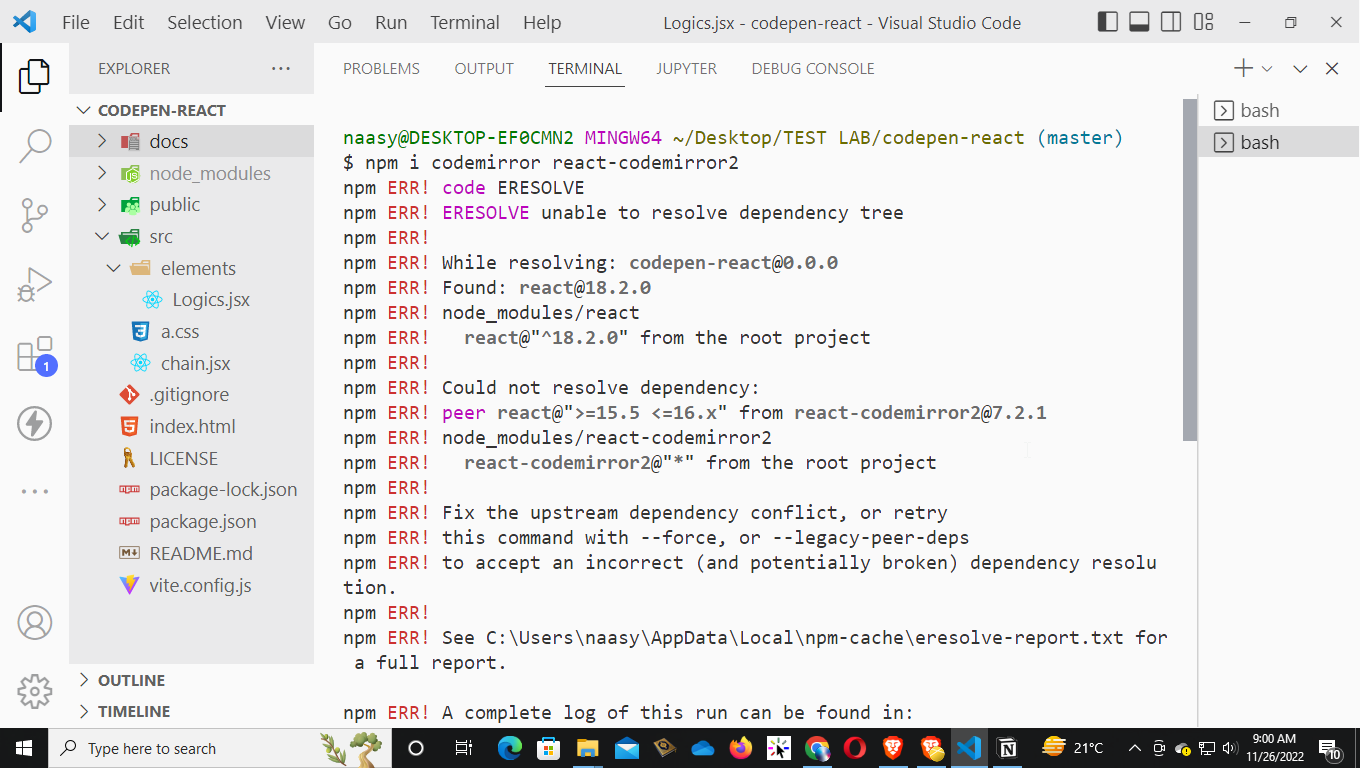 File Edit Selection View Go Run Terminal Help
Logics.jsx - codepen-react - Visual Studio Code
EXPLORER
PROBLEMS OUTPUT TERMINAL JUPYTER DEBUG CONSOLE
CODEPEN-REACT
docs
node_modules
public
src
elements
Logics.jsx
a.css
chain.jsx
.gitignore
index.html
LICENSE
package-lock.json
package.json
README.md
vite.config.js
OUTLINE
TIMELINE
1
naasy@DESKTOP-EF0CMN2 MINGW64 ~/Desktop/TEST LAB/codepen-react (master)
$ npm i codemirror react-codemirror2
npm ERR! code ERESOLVE
npm ERR! ERESOLVE unable to resolve dependency tree
npm ERR!
npm ERR! While resolving: codepen-react@0.0.0
npm ERR! Found: react@18.2.0
npm ERR! node_modules/react
npm ERR!   react@"^18.2.0" from the root project
npm ERR!
npm ERR! Could not resolve dependency:
npm ERR! peer react@">=15.5 <=16.x" from react-codemirror2@7.2.1
npm ERR! node_modules/react-codemirror2
npm ERR!   react-codemirror2@"*" from the root project
npm ERR!
npm ERR! Fix the upstream dependency conflict, or retry
npm ERR! this command with --force, or --legacy-peer-deps
npm ERR! to accept an incorrect (and potentially broken) dependency resolu
tion.
npm ERR!
npm ERR! See C:\Users\naasy\AppData\Local\npm-cache\eresolve-report.txt for
 a full report.
npm ERR! A complete log of this run can be found in:
bash
bash
Type here to search
21°C
9:00 AM
11/26/2022
10